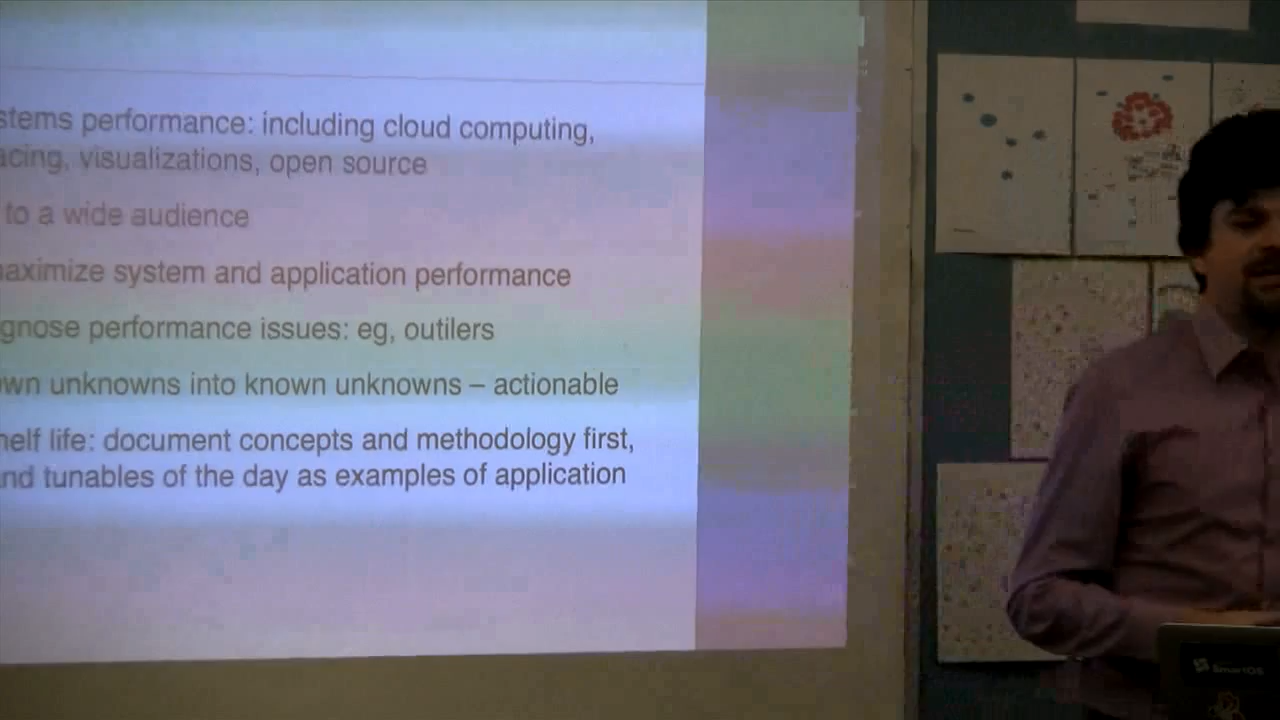 stems performance: including cloud computing,
acing, visualizations, open source
to a wide audience
aximize system and application performance
gnose performance issues: eg, outilers
wn unknowns into known unknowns – actionable
helf life: document concepts and methodology first,
nd tunables of the day as examples of application
SmartOS